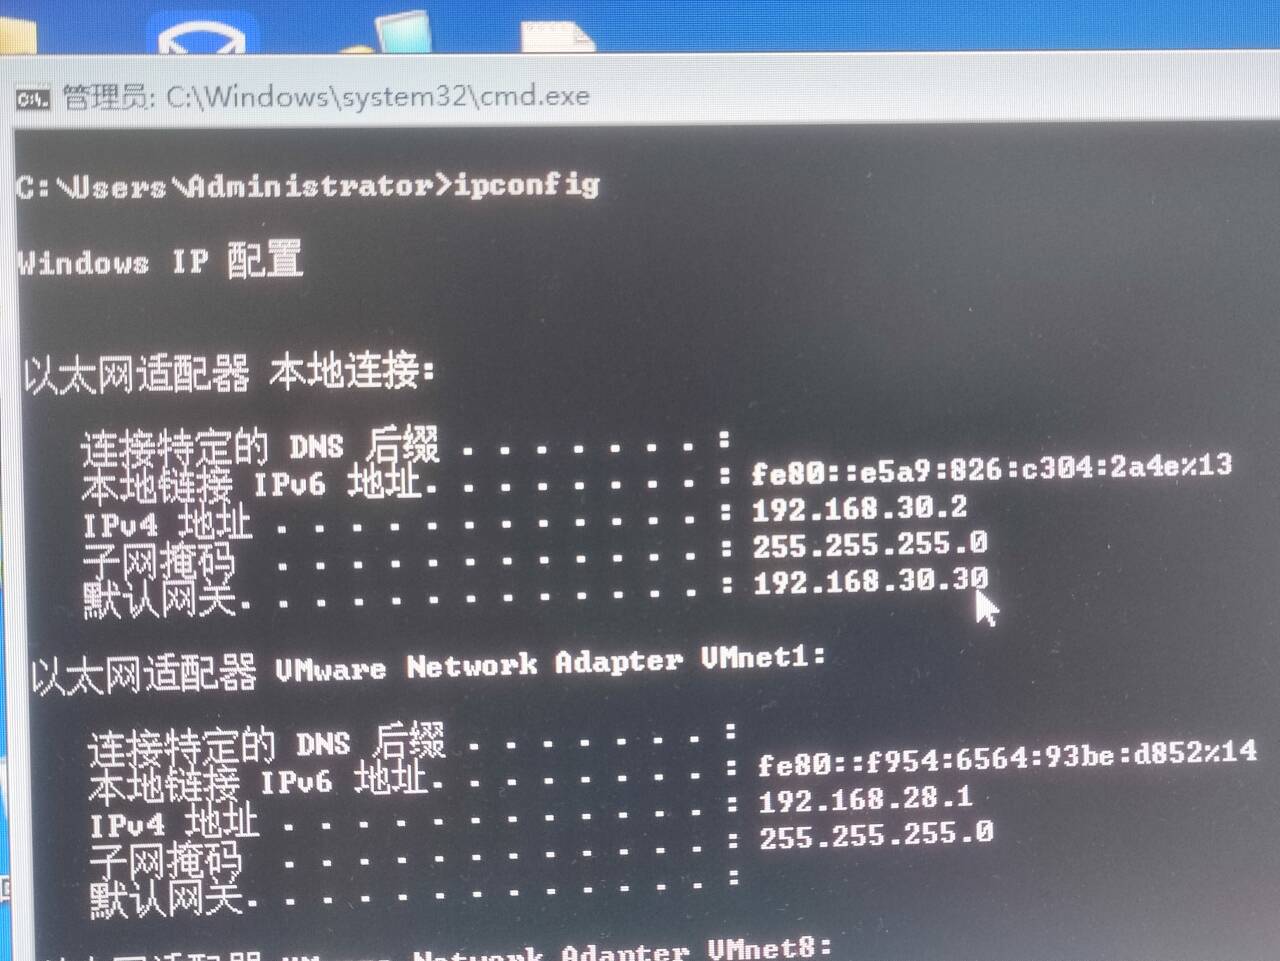 管理员: C:\Windows\system32\cmd.exe
C:\Users\Administrator>ipconfig
Windows IP 配置
以太网适配器 本地连接:
连接特定的 DNS 后缀 . . . . . . . :
本地链接 IPv6 地址. . . . . . . . : fe80::e5a9:826:c304:2a4e%13
IPv4 地址 . . . . . . . . . . . . : 192.168.30.2
子网掩码 . . . . . . . . . . . . : 255.255.255.0
默认网关. . . . . . . . . . . . . : 192.168.30.30
以太网适配器 VMware Network Adapter VMnet1:
连接特定的 DNS 后缀 . . . . . . . :
本地链接 IPv6 地址. . . . . . . . : fe80::f954:6564:93be:d852%14
IPv4 地址 . . . . . . . . . . . . : 192.168.28.1
子网掩码 . . . . . . . . . . . . : 255.255.255.0
默认网关. . . . . . . . . . . . . :
以太网适配器 VMware Network Adapter VMnet8: